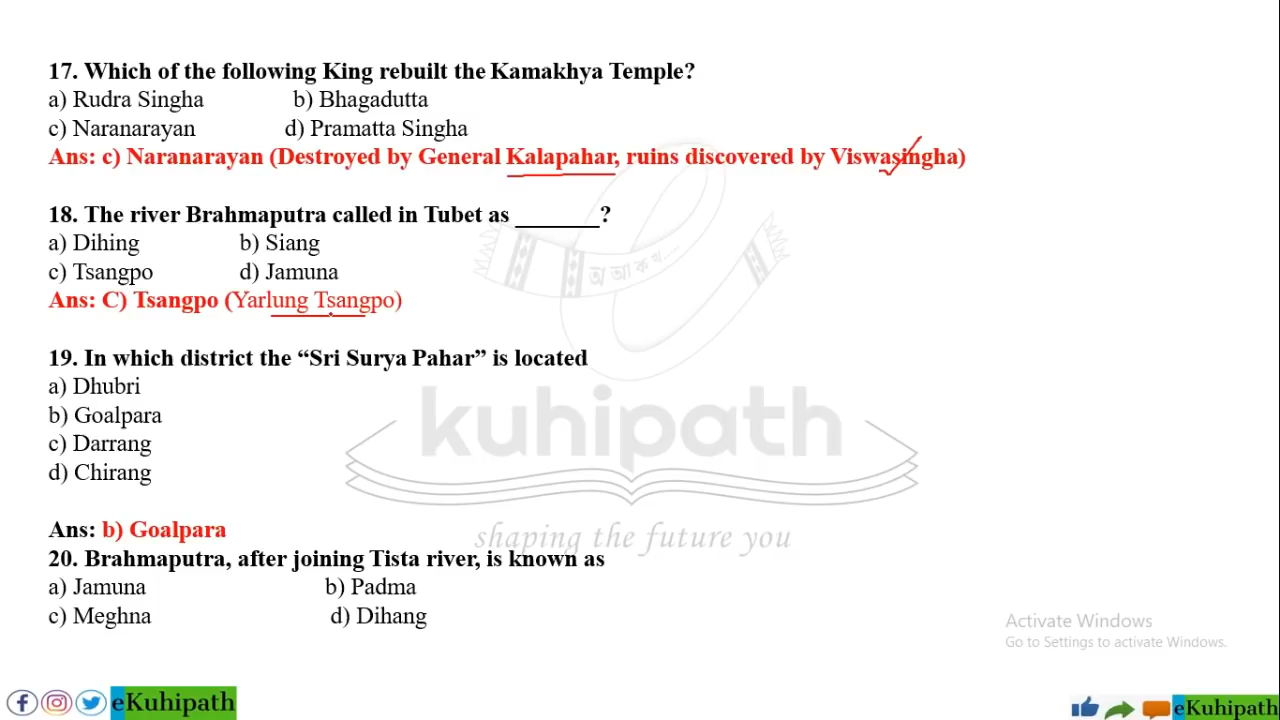 17. Which of the following King rebuilt the Kamakhya Temple?
a) Rudra Singha b) Bhagadutta
c) Naranarayan d) Pramatta Singha
Ans: c) Naranarayan (Destroyed by General Kalapahar, ruins discovered by Viswasingha)
18. The river Brahmaputra called in Tubet as _______?
a) Dihing b) Siang
অ আ ক খ....
c) Tsangpo d) Jamuna
Ans: C) Tsangpo (Yarlung Tsangpo)
19. In which district the “Sri Surya Pahar” is located
a) Dhubri
b) Goalpara
kuhipath
c) Darrang
d) Chirang
Ans: b) Goalpara
shaping the future you
20. Brahmaputra, after joining Tista river, is known as
a) Jamuna b) Padma
c) Meghna d) Dihang
Activate Windows
Go to Settings to activate Windows.
eKuhipath
eKuhipath